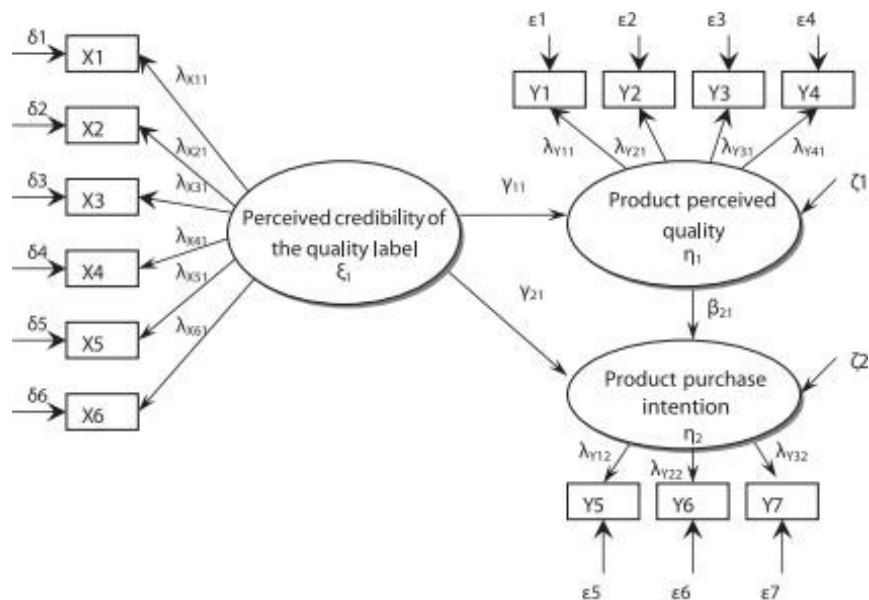 δ1
X1
λX11
δ2
X2
λX21
δ3
X3
λX31
δ4
X4
λX41
δ5
X5
λX51
δ6
X6
λX61
Perceived credibility of
the quality label
ξ1
γ11
γ21
ε1 ε2 ε3 ε4
Y1 Y2 Y3 Y4
λY11 λY21 λY31 λY41
Product perceived
quality
η1
ζ1
β21
Product purchase
intention
η2
ζ2
λY12 λY22 λY32
Y5 Y6 Y7
ε5 ε6 ε7